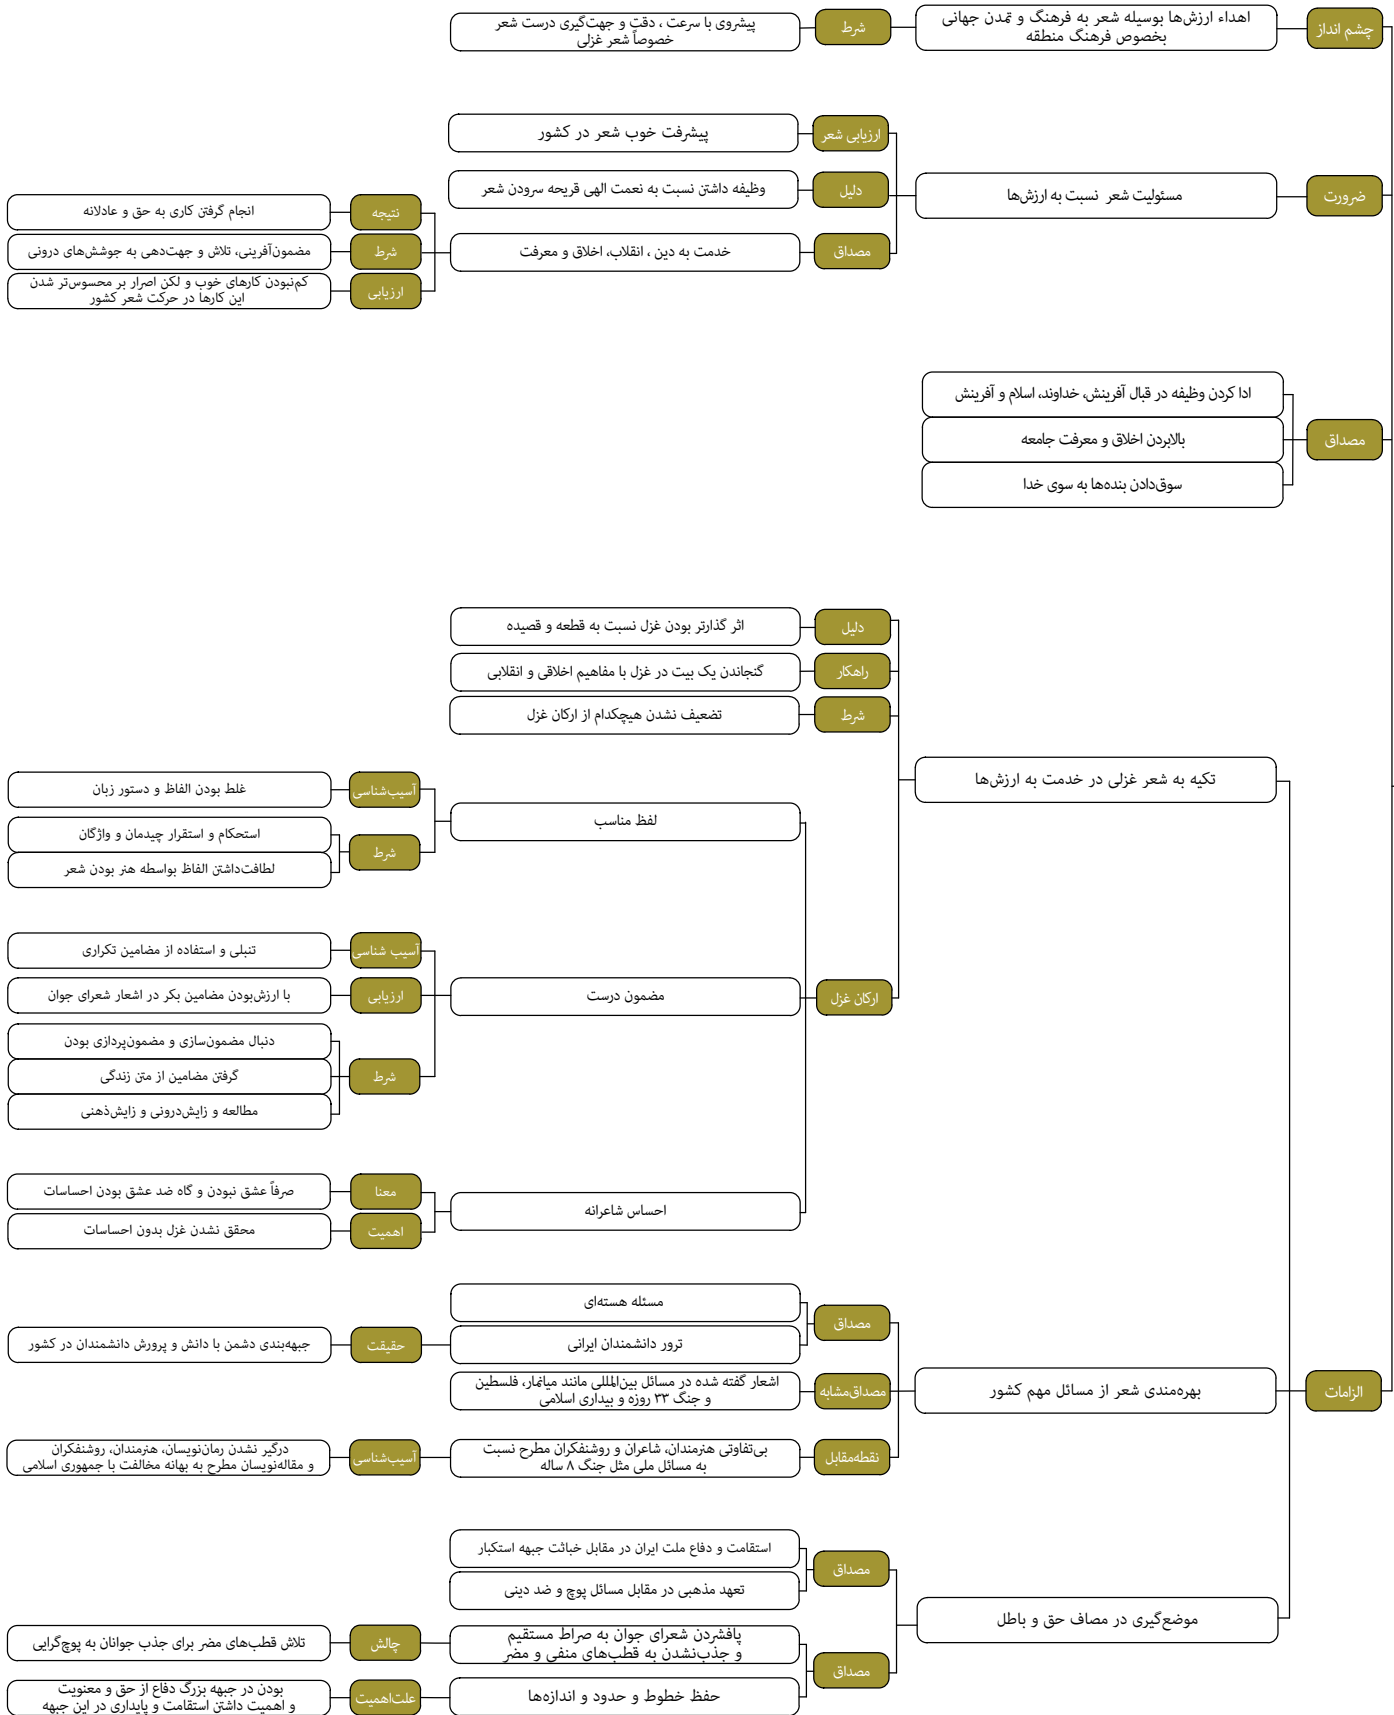 چشم انداز
اهداء ارزش‌ها بوسیله شعر به فرهنگ و تمدن جهانی
بخصوص فرهنگ منطقه
شرط
پیشروی با سرعت ، دقت و جهت‌گیری درست شعر
خصوصاً شعر غزلی
ضرورت
مسئولیت شعر نسبت به ارزش‌ها
ارزیابی شعر
پیشرفت خوب شعر در کشور
دلیل
وظیفه داشتن نسبت به نعمت الهی قریحه سرودن شعر
مصداق
خدمت به دین ، انقلاب، اخلاق و معرفت
نتیجه
انجام گرفتن کاری به حق و عادلانه
شرط
مضمون‌آفرینی، تلاش و جهت‌دهی به جوشش‌های درونی
ارزیابی
کم‌نبودن کارهای خوب و لکن اصرار بر محسوس‌تر شدن
این کارها در حرکت شعر کشور
مصداق
ادا کردن وظیفه در قبال آفرینش، خداوند، اسلام و آفرینش
بالابردن اخلاق و معرفت جامعه
سوق‌دادن بنده‌ها به سوی خدا
الزامات
تکیه به شعر غزلی در خدمت به ارزش‌ها
دلیل
اثر گذارتر بودن غزل نسبت به قطعه و قصیده
راهکار
گنجاندن یک بیت در غزل با مفاهیم اخلاقی و انقلابی
شرط
تضعیف نشدن هیچکدام از ارکان غزل
ارکان غزل
لفظ مناسب
آسیب‌شناسی
غلط بودن الفاظ و دستور زبان
شرط
استحکام و استقرار چیدمان و واژگان
لطافت‌داشتن الفاظ بواسطه هنر بودن شعر
مضمون درست
آسیب شناسی
تنبلی و استفاده از مضامین تکراری
ارزیابی
با ارزش‌بودن مضامین بکر در اشعار شعرای جوان
شرط
دنبال مضمون‌سازی و مضمون‌پردازی بودن
گرفتن مضامین از متن زندگی
مطالعه و زایش‌درونی و زایش‌ذهنی
احساس شاعرانه
معنا
صرفاً عشق نبودن و گاه ضد عشق بودن احساسات
اهمیت
محقق نشدن غزل بدون احساسات
بهره‌مندی شعر از مسائل مهم کشور
مصداق
مسئله هسته‌ای
ترور دانشمندان ایرانی
حقیقت
جبهه‌بندی دشمن با دانش و پرورش دانشمندان در کشور
مصداق‌مشابه
اشعار گفته شده در مسائل بین‌المللی مانند میانمار، فلسطین
و جنگ ۳۳ روزه و بیداری اسلامی
نقطه‌مقابل
بی‌تفاوتی هنرمندان، شاعران و روشنفکران مطرح نسبت
به مسائل ملی مثل جنگ ۸ ساله
آسیب‌شناسی
درگیر نشدن رمان‌نویسان، هنرمندان، روشنفکران
و مقاله‌نویسان مطرح به بهانه مخالفت با جمهوری اسلامی
موضع‌گیری در مصاف حق و باطل
مصداق
استقامت و دفاع ملت ایران در مقابل خباثت جبهه استکبار
تعهد مذهبی در مقابل مسائل پوچ و ضد دینی
مصداق
پافشردن شعرای جوان به صراط مستقیم
و جذب‌نشدن به قطب‌های منفی و مضر
چالش
تلاش قطب‌های مضر برای جذب جوانان به پوچ‌گرایی
حفظ خطوط و حدود و اندازه‌ها
علت‌اهمیت
بودن در جبهه بزرگ دفاع از حق و معنویت
و اهمیت داشتن استقامت و پایداری در این جبهه